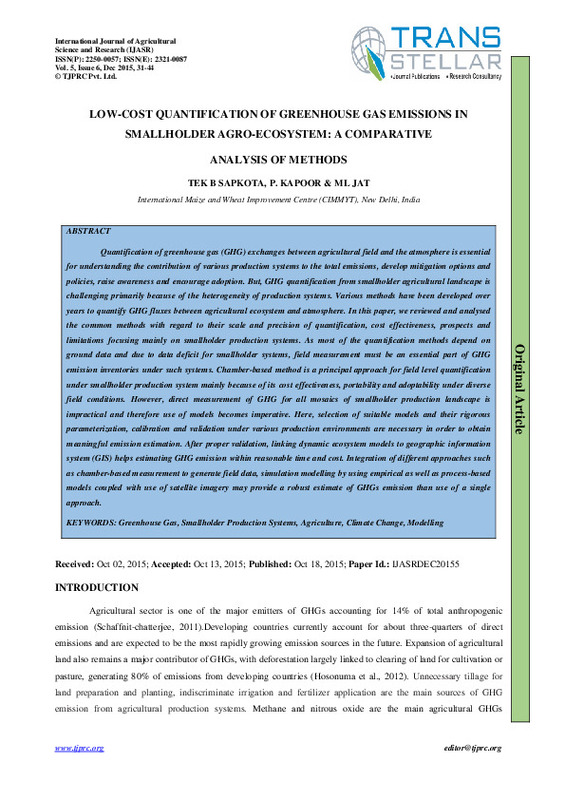 International Journal of Agricultural
Science and Research (IJASR)
ISSN(P): 2250-0057; ISSN(E): 2321-0087
Vol. 5, Issue 6, Dec 2015, 31-44
© TJPRC Pvt. Ltd.
TRANS
STELLAR
•Journal Publications • Research Consultancy
LOW-COST QUANTIFICATION OF GREENHOUSE GAS EMISSIONS IN
SMALLHOLDER AGRO-ECOSYSTEM: A COMPARATIVE
ANALYSIS OF METHODS
TEK B SAPKOTA, P. KAPOOR & ML JAT
International Maize and Wheat Improvement Centre (CIMMYT), New Delhi, India
ABSTRACT
Quantification of greenhouse gas (GHG) exchanges between agricultural field and the atmosphere is essential
for understanding the contribution of various production systems to the total emissions, develop mitigation options and
policies, raise awareness and encourage adoption. But, GHG quantification from smallholder agricultural landscape is
challenging primarily because of the heterogeneity of production systems. Various methods have been developed over
years to quantify GHG fluxes between agricultural ecosystem and atmosphere. In this paper, we reviewed and analysed
the common methods with regard to their scale and precision of quantification, cost effectiveness, prospects and
limitations focusing mainly on smallholder production systems. As most of the quantification methods depend on
ground data and due to data deficit for smallholder systems, field measurement must be an essential part of GHG
emission inventories under such systems. Chamber-based method is a principal approach for field level quantification
under smallholder production system mainly because of its cost effectiveness, portability and adoptability under diverse
field conditions. However, direct measurement of GHG for all mosaics of smallholder production landscape is
impractical and therefore use of models becomes imperative. Here, selection of suitable models and their rigorous
parameterization, calibration and validation under various production environments are necessary in order to obtain
meaningful emission estimation. After proper validation, linking dynamic ecosystem models to geographic information
system (GIS) helps estimating GHG emission within reasonable time and cost. Integration of different approaches such
as chamber-based measurement to generate field data, simulation modelling by using empirical as well as process-based
models coupled with use of satellite imagery may provide a robust estimate of GHGs emission than use of a single
approach.
KEYWORDS: Greenhouse Gas, Smallholder Production Systems, Agriculture, Climate Change, Modelling
Original Article
Received: Oct 02, 2015; Accepted: Oct 13, 2015; Published: Oct 18, 2015; Paper Id.: IJASRDEC20155
INTRODUCTION
Agricultural sector is one of the major emitters of GHGs accounting for 14% of total anthropogenic
emission (Schaffnit-chatterjee, 2011).Developing countries currently account for about three-quarters of direct
emissions and are expected to be the most rapidly growing emission sources in the future. Expansion of agricultural
land also remains a major contributor of GHGs, with deforestation largely linked to clearing of land for cultivation or
pasture, generating 80% of emissions from developing countries (Hosonuma et al., 2012). Unnecessary tillage for
land preparation and planting, indiscriminate irrigation and fertilizer application are the main sources of GHG
emission from agricultural production systems. Methane and nitrous oxide are the main agricultural GHGs
www.tjprc.org
editor@tjprc.org